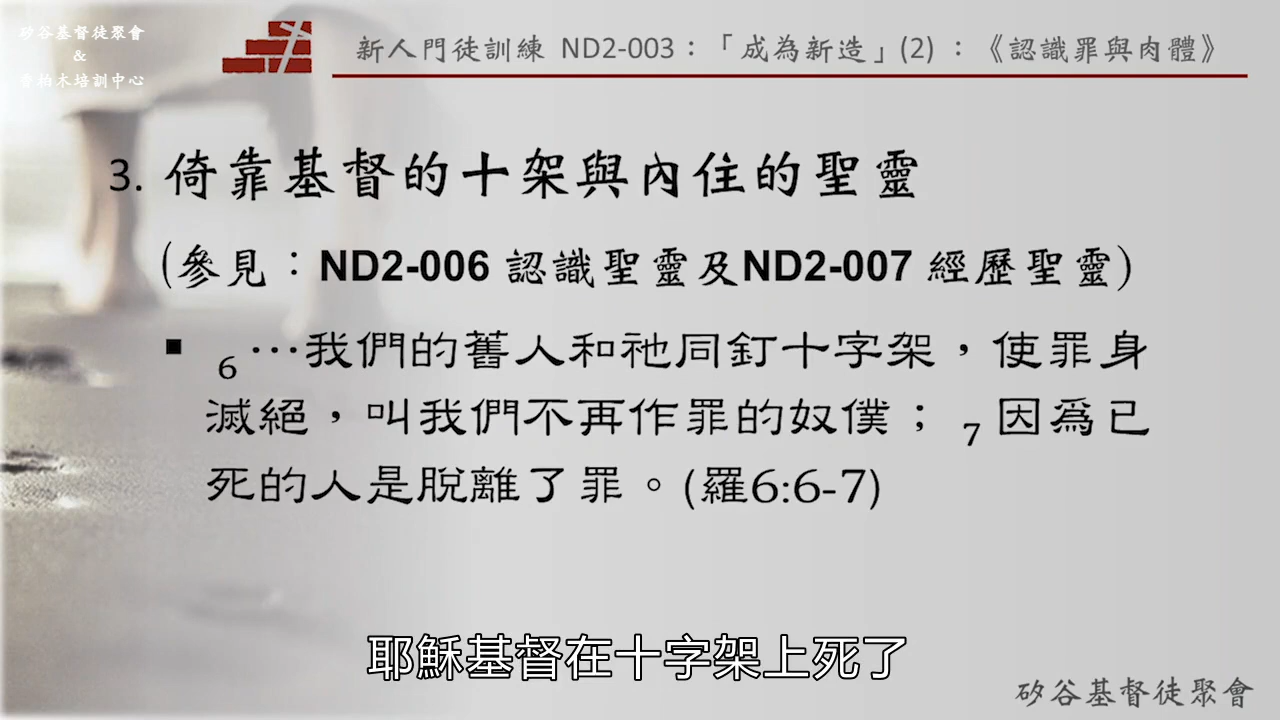 矽谷基督徒聚會
&
香柏木培訓中心
新人門徒訓練 ND2-003：「成為新造」(2) ：《認識罪與肉體》
3. 倚靠基督的十架與內住的聖靈
(參見：ND2-006 認識聖靈及ND2-007 經歷聖靈)
▪ 6 …我們的舊人和祂同釘十字架，使罪身
滅絕，叫我們不再作罪的奴僕； 7 因爲已
死的人是脫離了罪。(羅6:6-7)
耶穌基督在十字架上死了
矽谷基督徒聚會